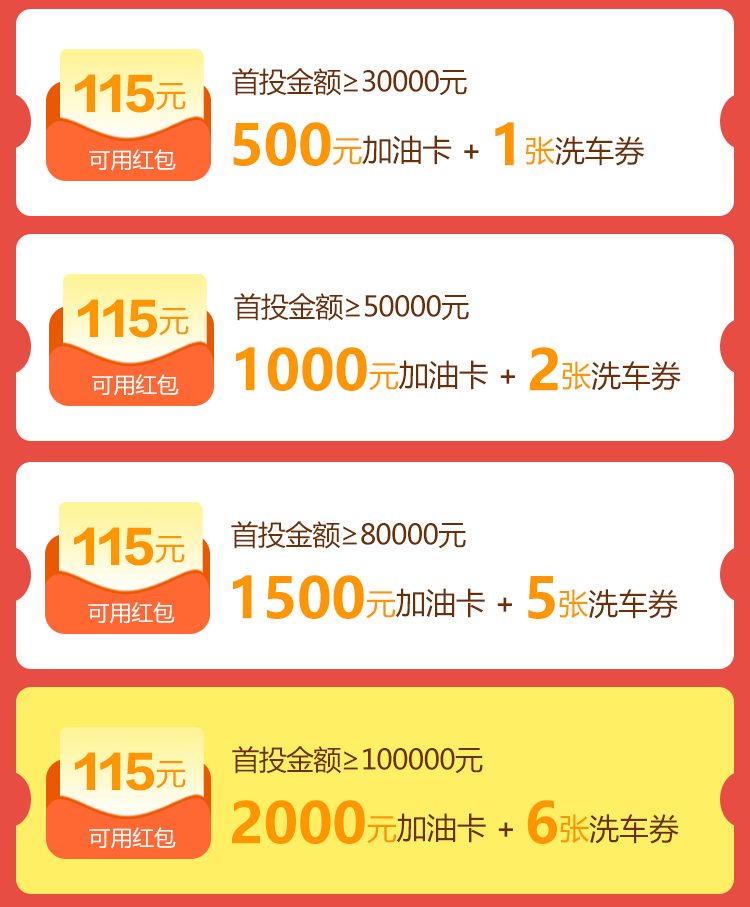 115元
可用红包
首投金额≥30000元
500元加油卡 + 1张洗车券
115元
可用红包
首投金额≥50000元
1000元加油卡 + 2张洗车券
115元
可用红包
首投金额≥80000元
1500元加油卡 + 5张洗车券
115元
可用红包
首投金额≥100000元
2000元加油卡 + 6张洗车券